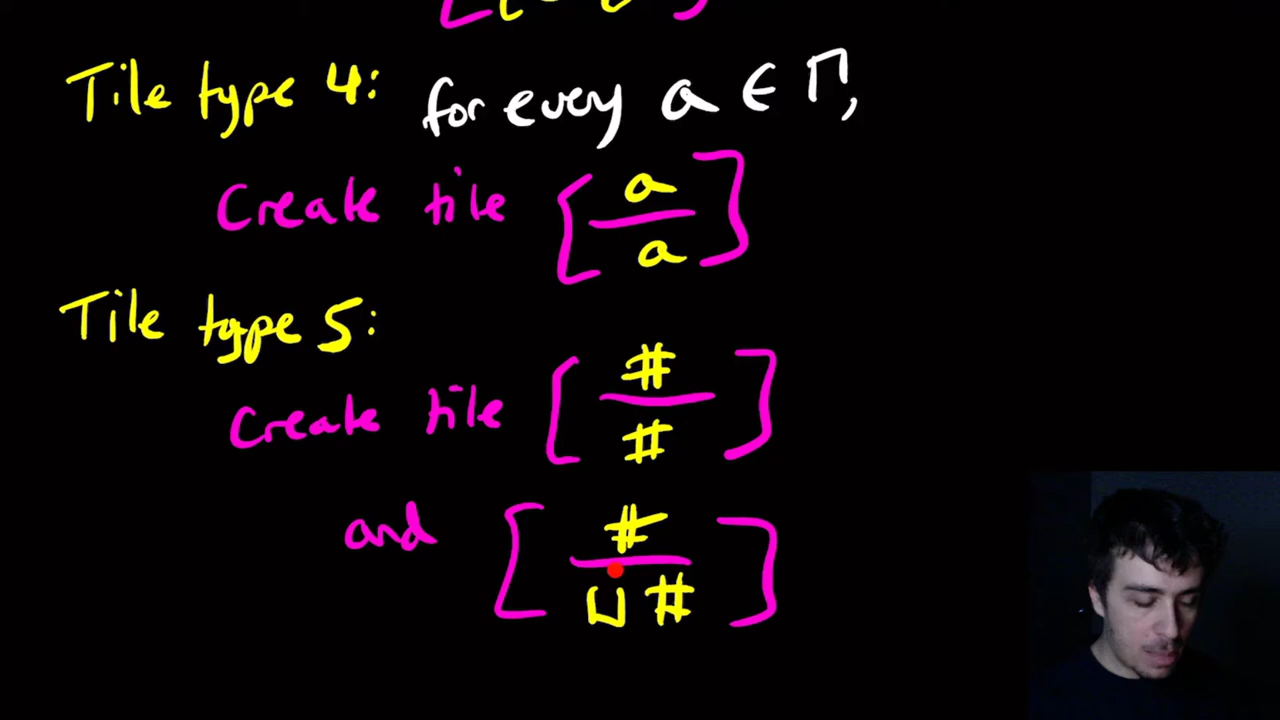 Tile type 4: for every a ∈ Γ,
Create tile [a/a]
Tile type 5:
Create tile [#/#]
and [#/⊔#]